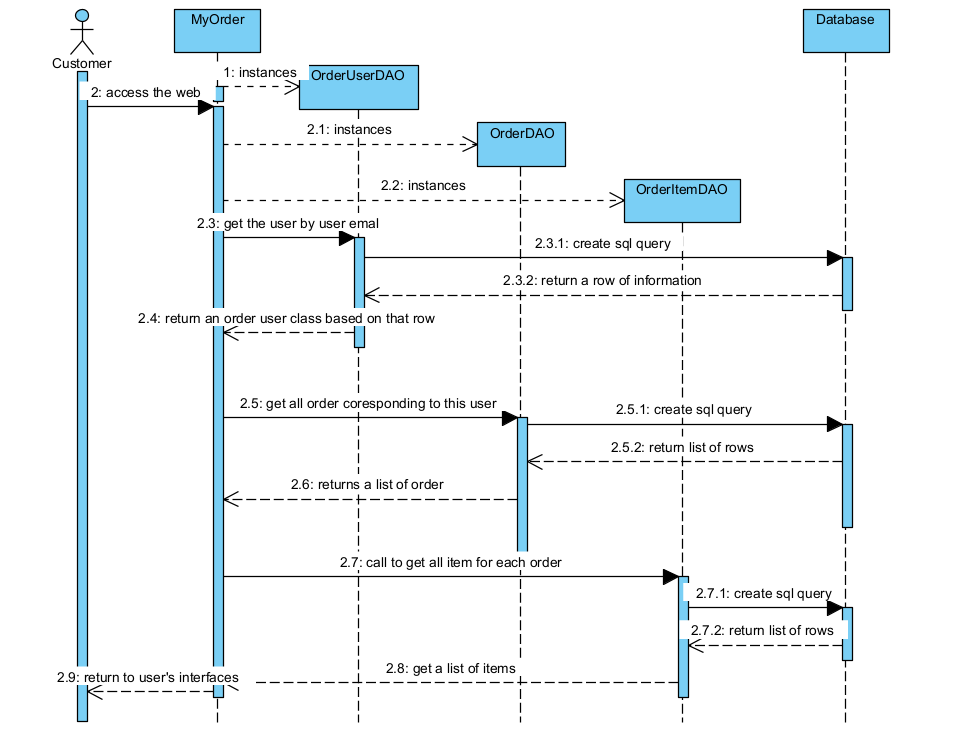 MyOrder
Database
Customer
1: instances
OrderUserDAO
2: access the web
2.1: instances
OrderDAO
2.2: instances
OrderItemDAO
2.3: get the user by user emal
2.3.1: create sql query
2.3.2: return a row of information
2.4: return an order user class based on that row
2.5: get all order coresponding to this user
2.5.1: create sql query
2.5.2: return list of rows
2.6: returns a list of order
2.7: call to get all item for each order
2.7.1: create sql query
2.7.2: return list of rows
2.8: get a list of items
2.9: return to user's interfaces